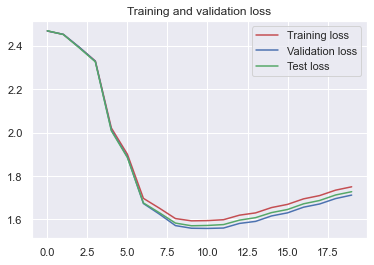 Training and validation loss
Training loss
Validation loss
Test loss
2.4
2.2
2.0
1.8
1.6
0.0 2.5 5.0 7.5 10.0 12.5 15.0 17.5